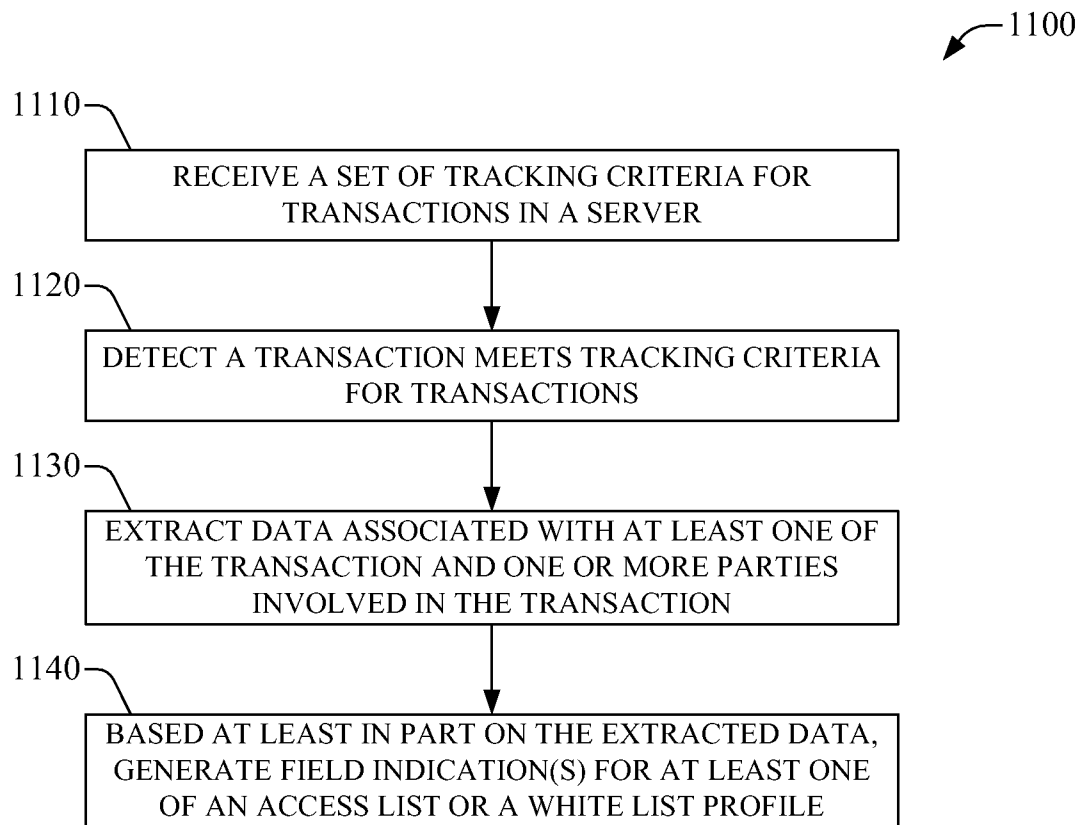 1100
1110
RECEIVE A SET OF TRACKING CRITERIA FOR
TRANSACTIONS IN A SERVER
1120
DETECT A TRANSACTION MEETS TRACKING CRITERIA
FOR TRANSACTIONS
1130
EXTRACT DATA ASSOCIATED WITH AT LEAST ONE OF
THE TRANSACTION AND ONE OR MORE PARTIES
INVOLVED IN THE TRANSACTION
1140
BASED AT LEAST IN PART ON THE EXTRACTED DATA,
GENERATE FIELD INDICATION(S) FOR AT LEAST ONE
OF AN ACCESS LIST OR A WHITE LIST PROFILE